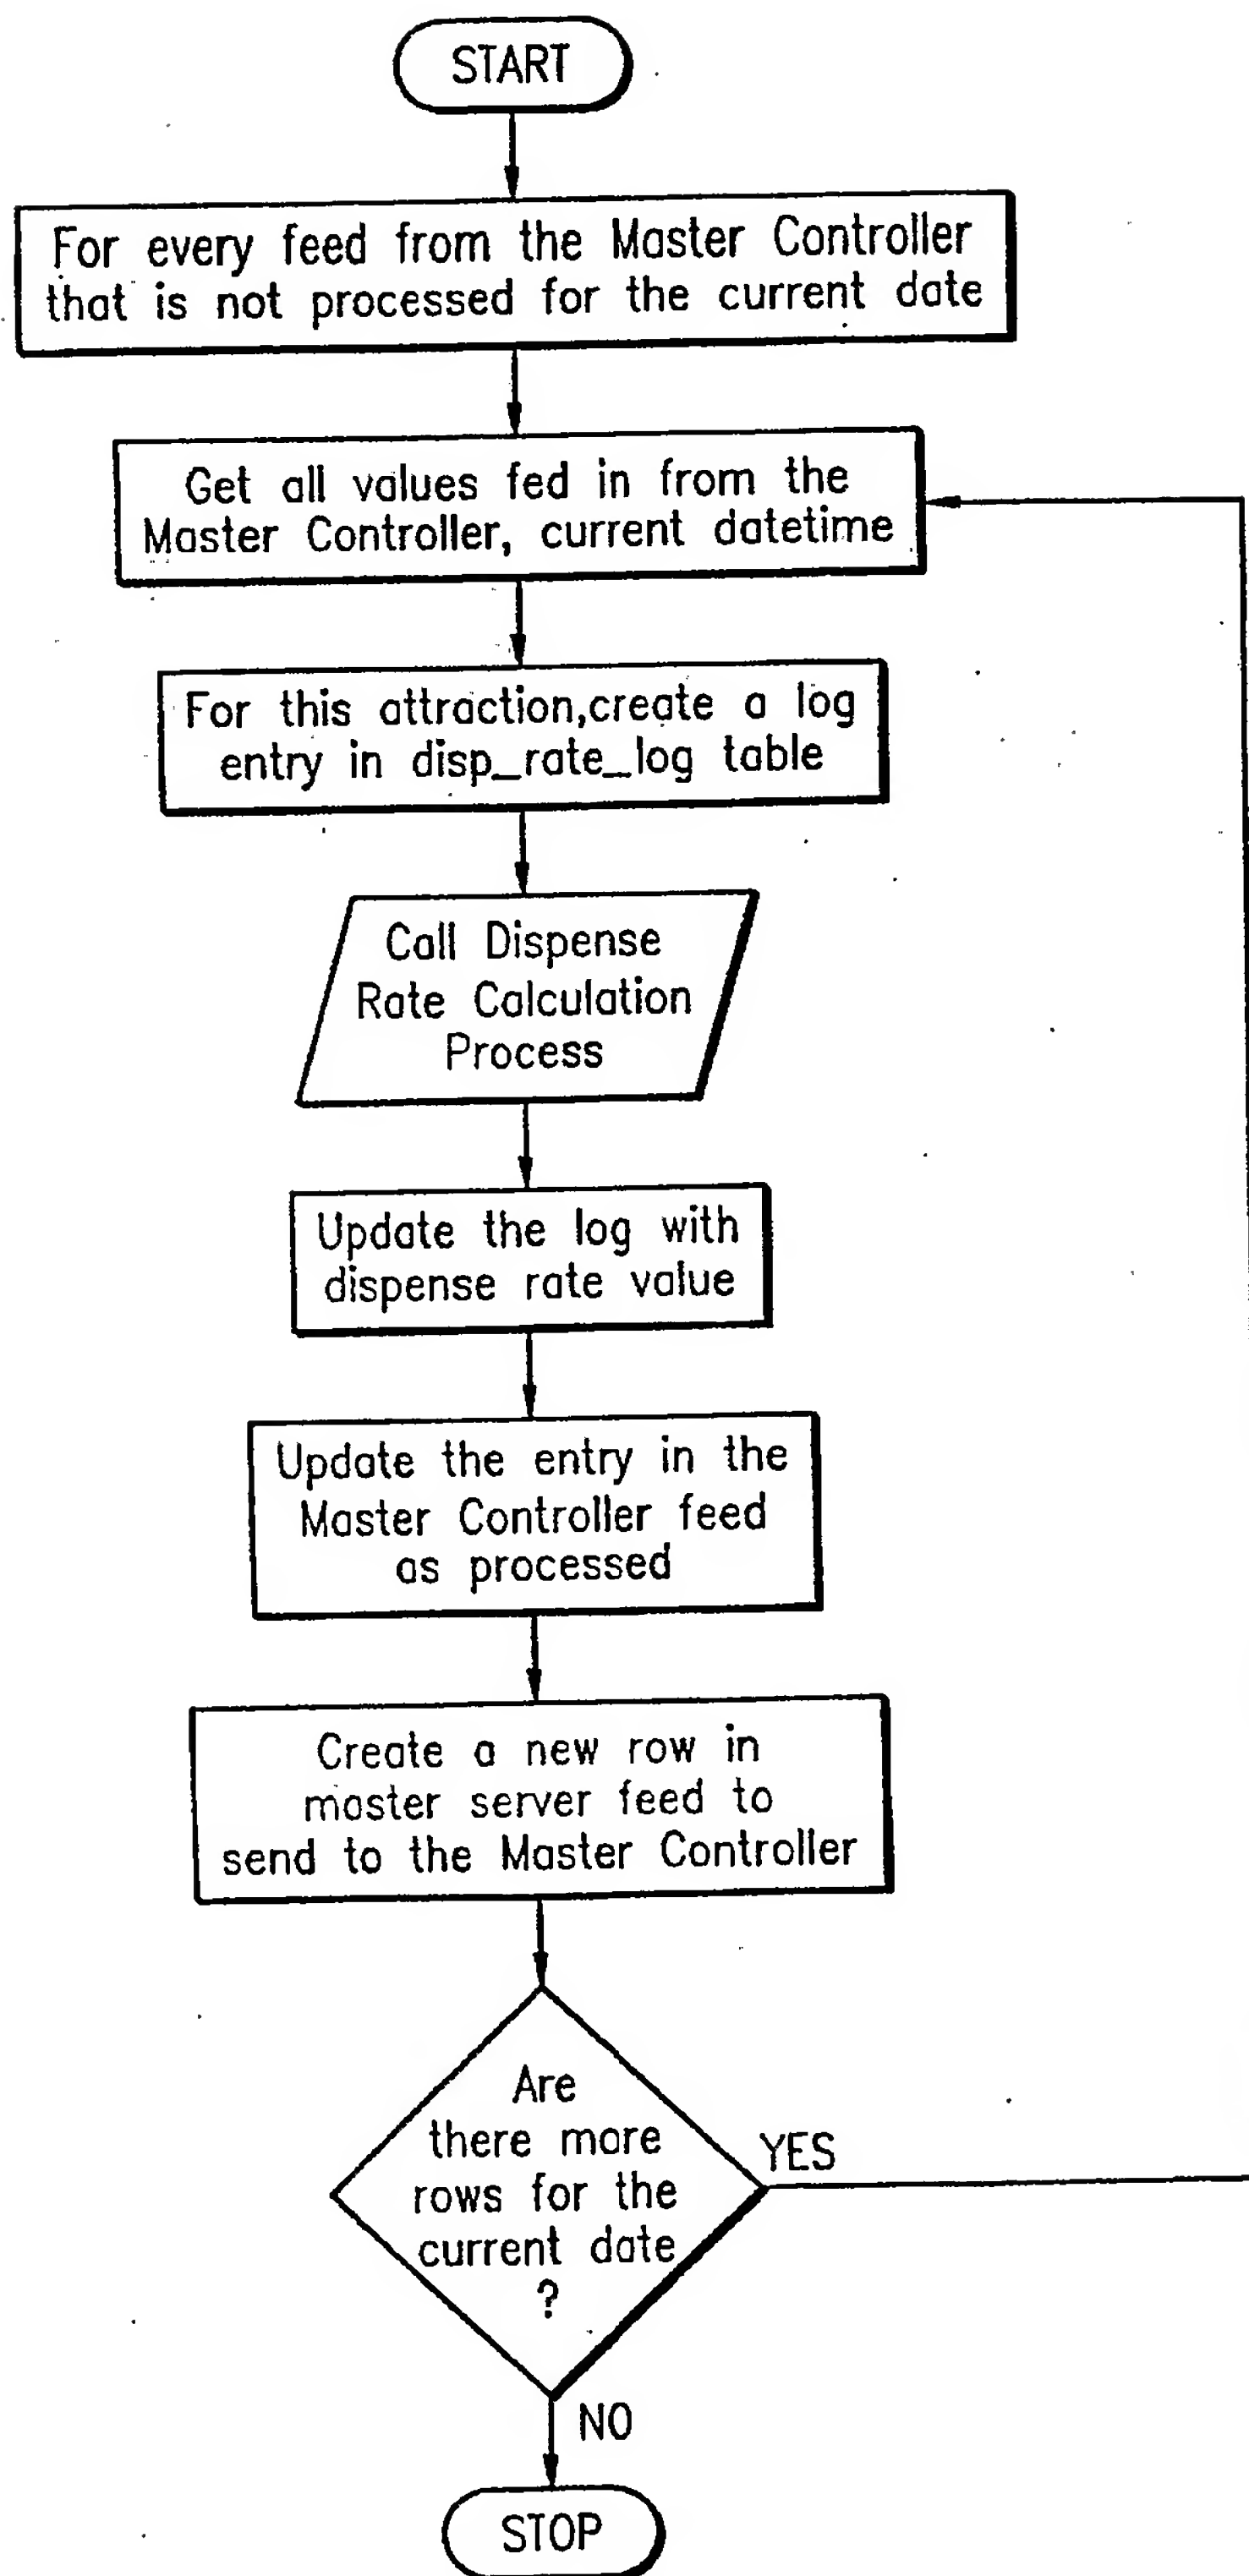 START
For every feed from the Master Controller
that is not processed for the current date
Get all values fed in from the
Master Controller, current datetime
For this attraction,create a log
entry in disp_rate_log table
Call Dispense
Rate Calculation
Process
Update the log with
dispense rate value
Update the entry in the
Master Controller feed
as processed
Create a new row in
master server feed to
send to the Master Controller
Are
there more
rows for the
current date
?
YES
NO
STOP